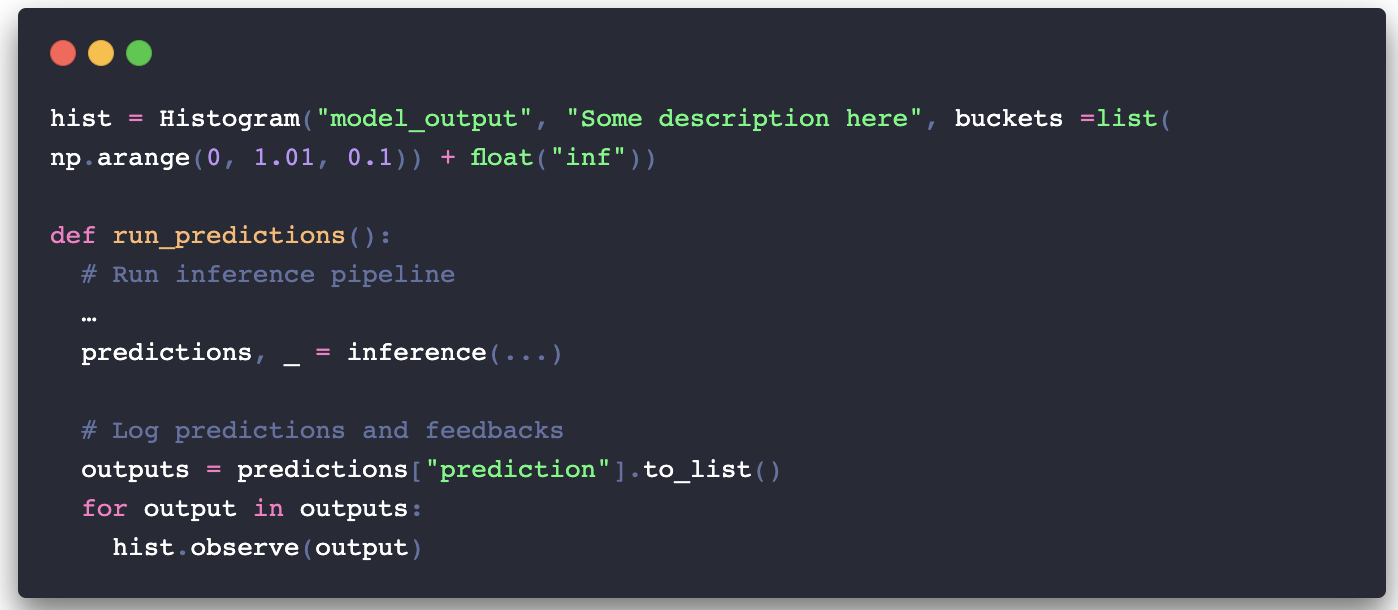 hist = Histogram("model_output", "Some description here", buckets =list(
np.arange(0, 1.01, 0.1)) + float("inf"))
def run_predictions():
  # Run inference pipeline
  …
  predictions, _ = inference(...)
  # Log predictions and feedbacks
  outputs = predictions["prediction"].to_list()
  for output in outputs:
    hist.observe(output)